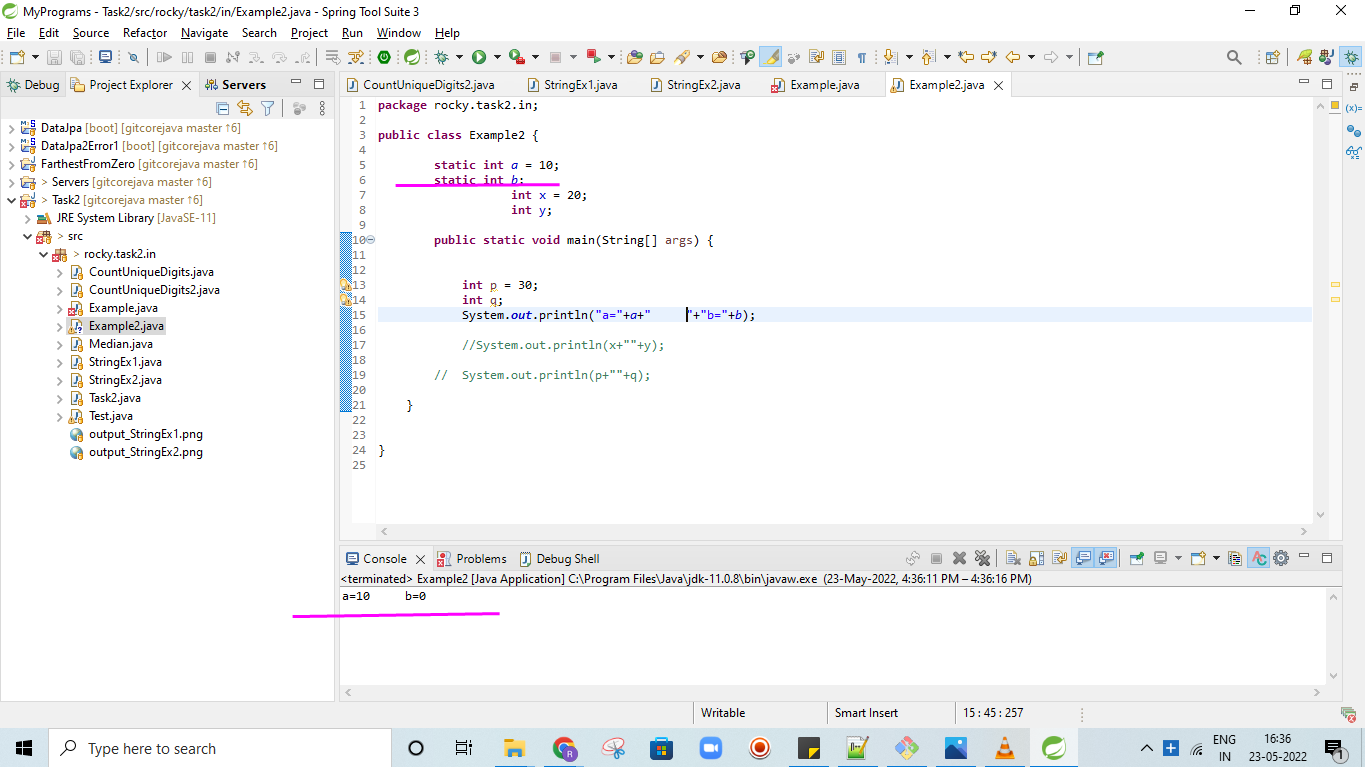 MyPrograms - Task2/src/rocky/task2/in/Example2.java - Spring Tool Suite 3
File Edit Source Refactor Navigate Search Project Run Window Help
Debug Project Explorer Servers
DataJpa [boot] [gitcorejava master ↑6]
DataJpa2Error1 [boot] [gitcorejava master ↑6]
FarthestFromZero [gitcorejava master ↑6]
> Servers [gitcorejava master ↑6]
> Task2 [gitcorejava master ↑6]
JRE System Library [JavaSE-11]
> src
> rocky.task2.in
CountUniqueDigits.java
CountUniqueDigits2.java
Example.java
Example2.java
Median.java
StringEx1.java
StringEx2.java
Task2.java
Test.java
output_StringEx1.png
output_StringEx2.png
CountUniqueDigits2.java StringEx1.java StringEx2.java Example.java Example2.java
1 package rocky.task2.in;
2
3 public class Example2 {
4
5 static int a = 10;
6 static int b;
7 int x = 20;
8 int y;
9
10 public static void main(String[] args) {
11
12
13 int p = 30;
14 int q;
15 System.out.println("a="+a+"     "+"b="+b);
16
17 //System.out.println(x+""+y);
18
19 // System.out.println(p+""+q);
20
21 }
22
23
24 }
25
Console Problems Debug Shell
<terminated> Example2 [Java Application] C:\Program Files\Java\jdk-11.0.8\bin\javaw.exe (23-May-2022, 4:36:11 PM – 4:36:16 PM)
a=10     b=0
Writable Smart Insert 15 : 45 : 257
Type here to search
ENG
IN
16:36
23-05-2022
1